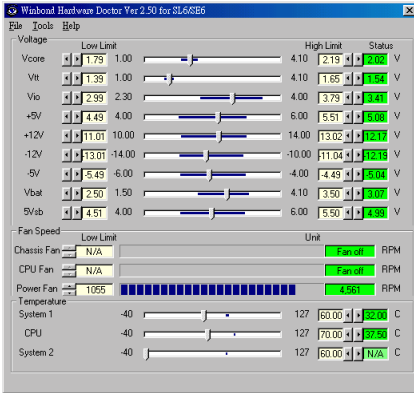 Winbond Hardware Doctor Ver 2.50 for SL6/SE6
File Tools Help
Voltage
Low Limit High Limit Status
Vcore 1.79 1.00 4.10 2.19 2.02 V
Vtt 1.39 1.00 4.10 1.65 1.54 V
Vio 2.99 2.30 4.00 3.79 3.41 V
+5V 4.49 4.00 6.00 5.51 5.08 V
+12V 11.01 10.00 14.00 13.02 12.17 V
-12V -13.01 -14.00 -10.00 -11.04 -12.19 V
-5V -5.49 -6.00 -4.00 -4.49 -5.04 V
Vbat 2.50 1.50 4.10 3.50 3.07 V
5Vsb 4.51 4.00 6.00 5.50 4.99 V
Fan Speed
Low Limit Unit
Chassis Fan N/A Fan off RPM
CPU Fan N/A Fan off RPM
Power Fan 1055 4,561 RPM
Temperature
System 1 -40 127 60.00 32.00 C
CPU -40 127 70.00 37.50 C
System 2 -40 127 60.00 N/A C